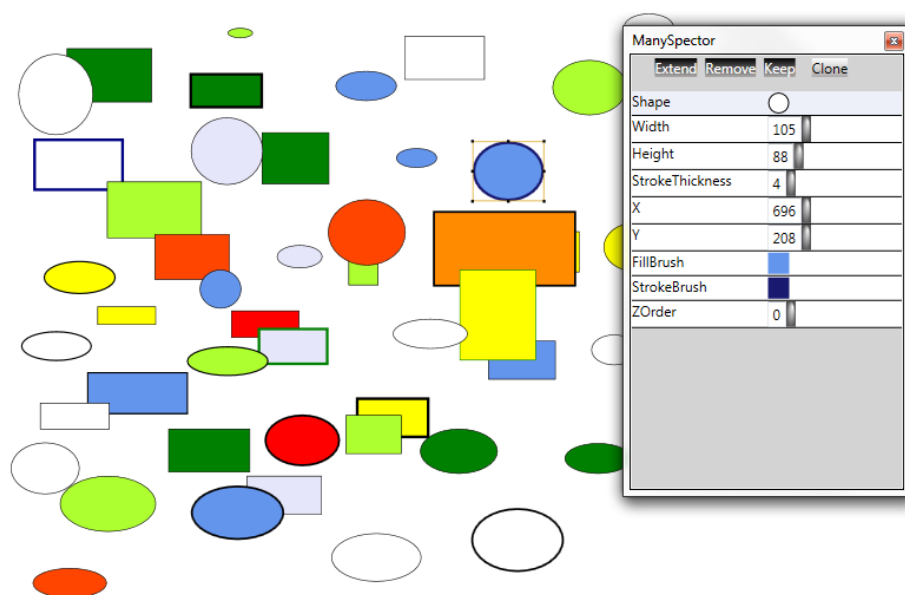 ManySpector
Extend Remove Keep Clone
Shape
Width 105
Height 88
StrokeThickness 4
X 696
Y 208
FillBrush
StrokeBrush
ZOrder 0